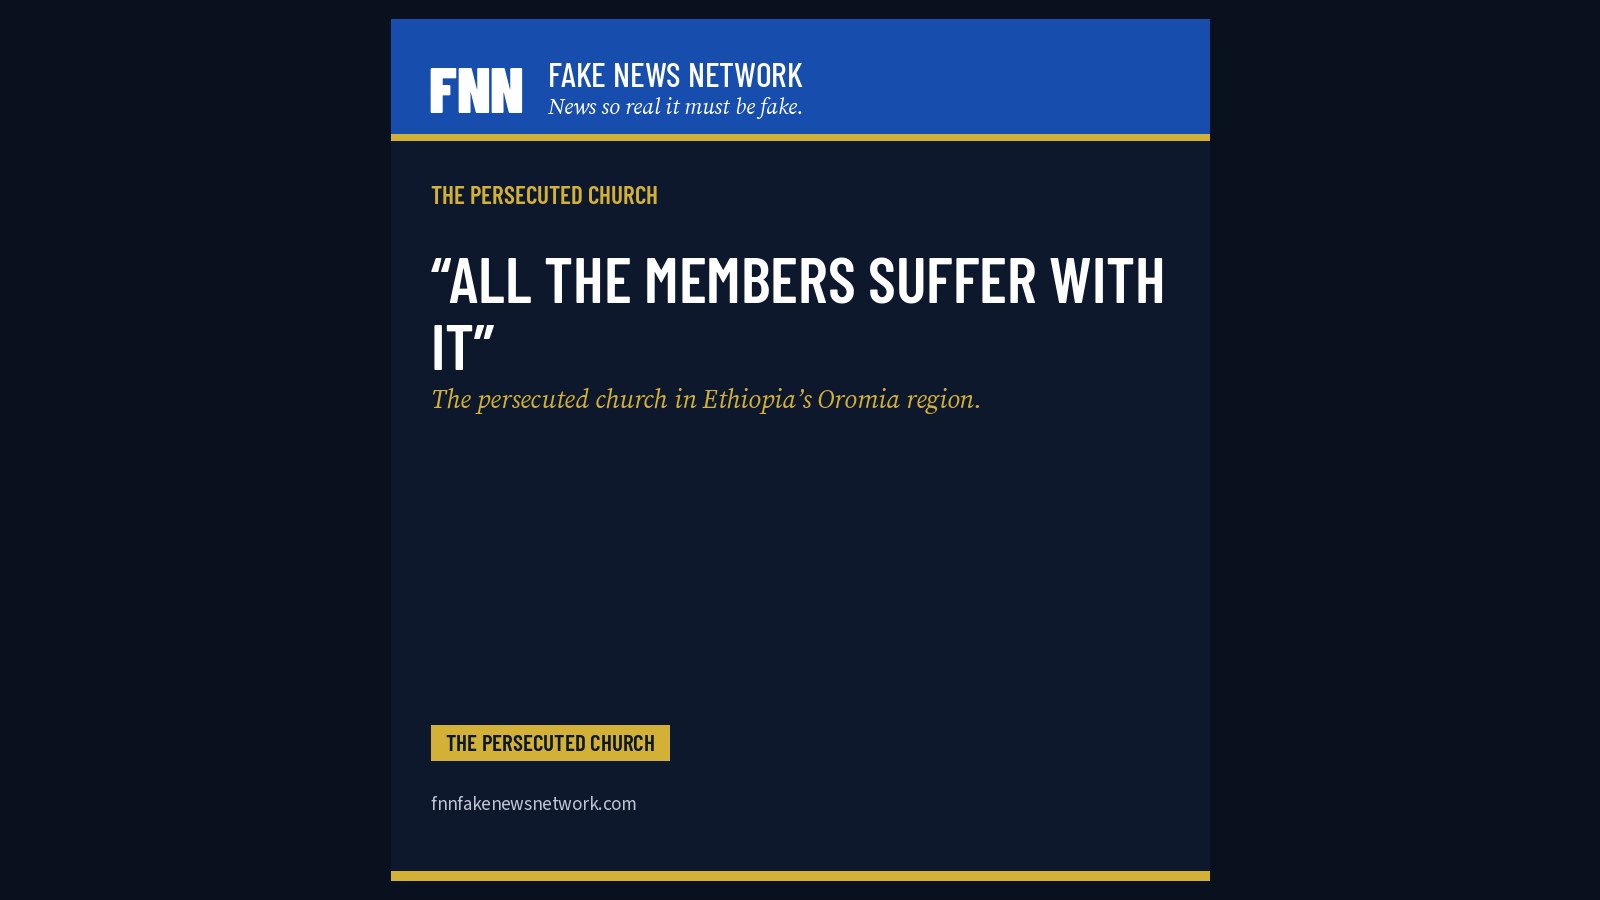 FNN
FAKE NEWS NETWORK
News so real it must be fake.
THE PERSECUTED CHURCH
“ALL THE MEMBERS SUFFER WITH
IT”
The persecuted church in Ethiopia’s Oromia region.
THE PERSECUTED CHURCH
fnnfakenewsnetwork.com